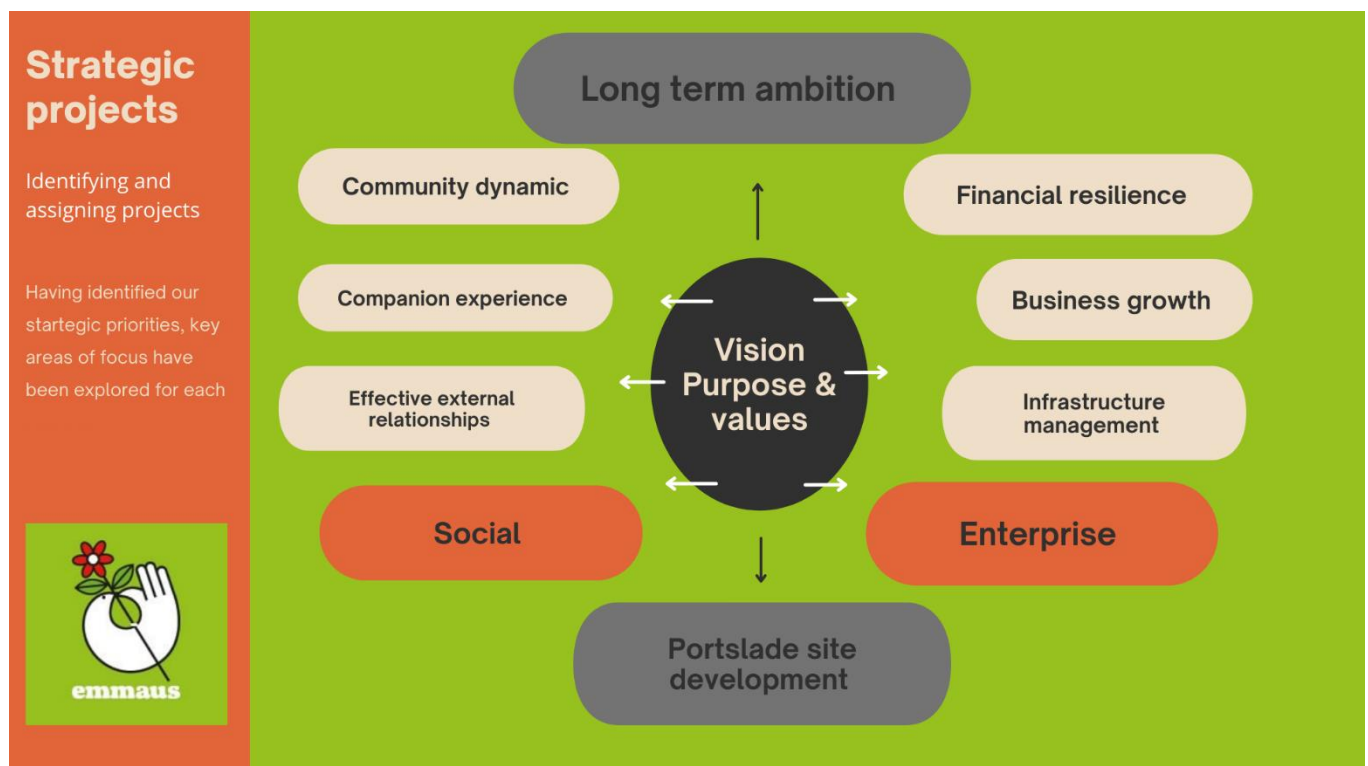 Strategic
projects
Identifying and
assigning projects
Having identified our
startegic priorities, key
areas of focus have
been explored for each
emmaus
Long term ambition
Community dynamic
Financial resilience
Companion experience
Business growth
Vision
Purpose &
values
Effective external
relationships
Infrastructure
management
Social
Enterprise
Portslade site
development